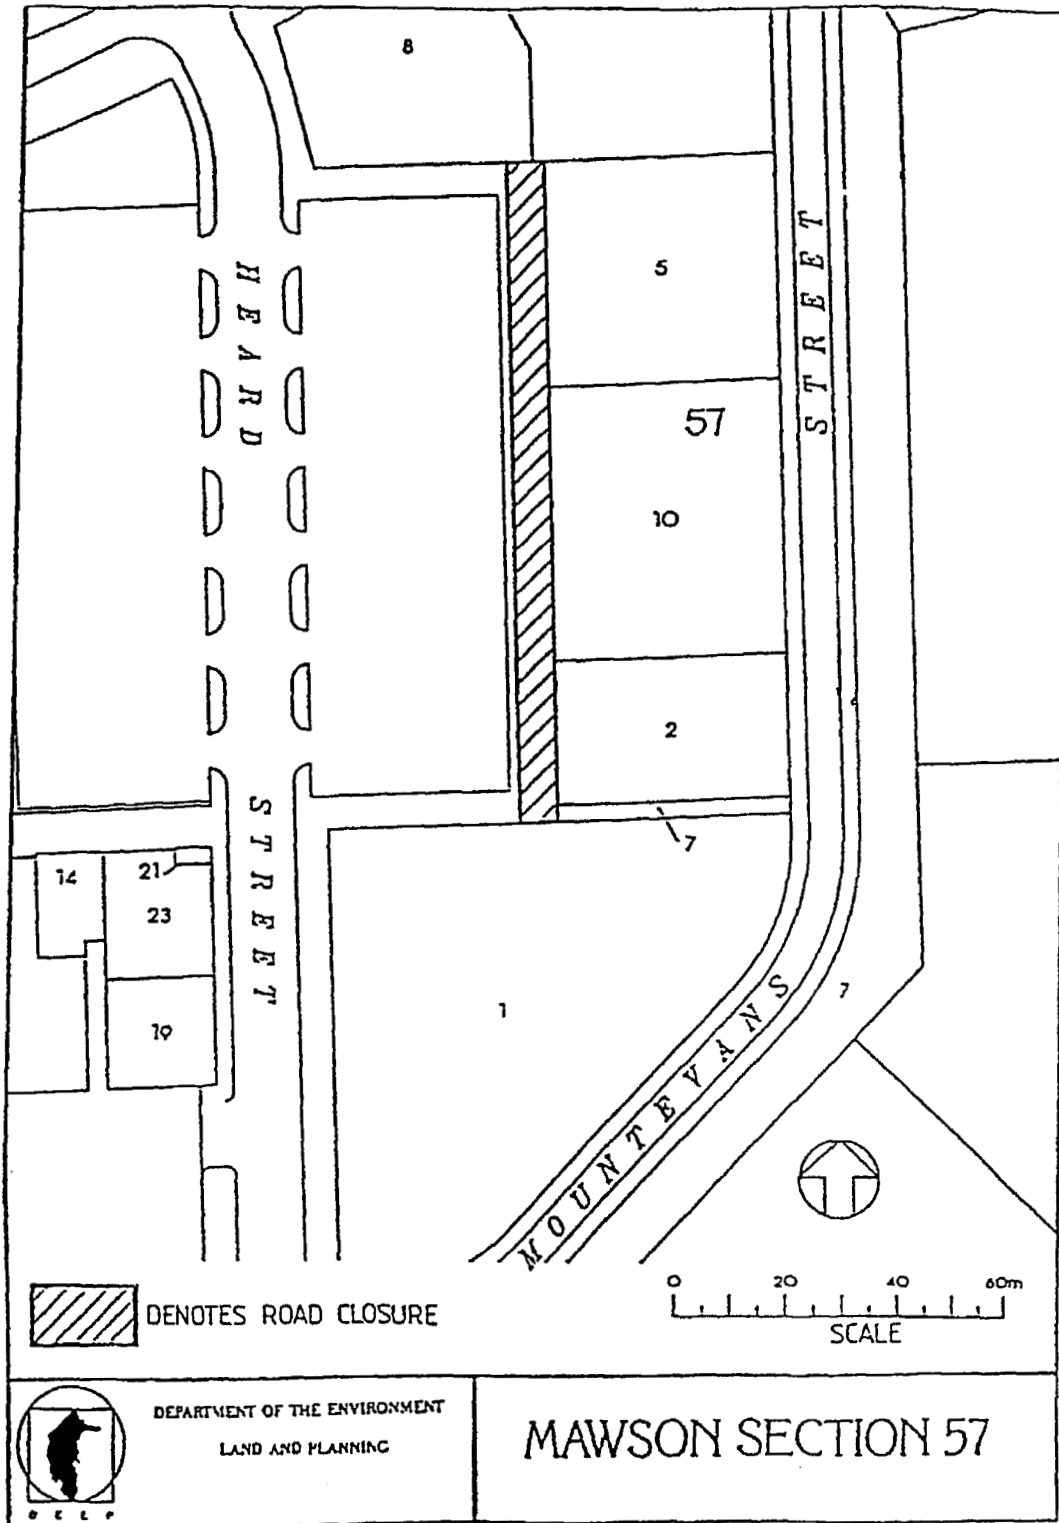 8
HEARD
STREET
5
57
10
2
7
STREET
14
21
23
19
1
7
MOUNTEVANS
0 20 40 60m
SCALE
DENOTES ROAD CLOSURE
DEPARTMENT OF THE ENVIRONMENT
LAND AND PLANNING
D E L P
MAWSON SECTION 57